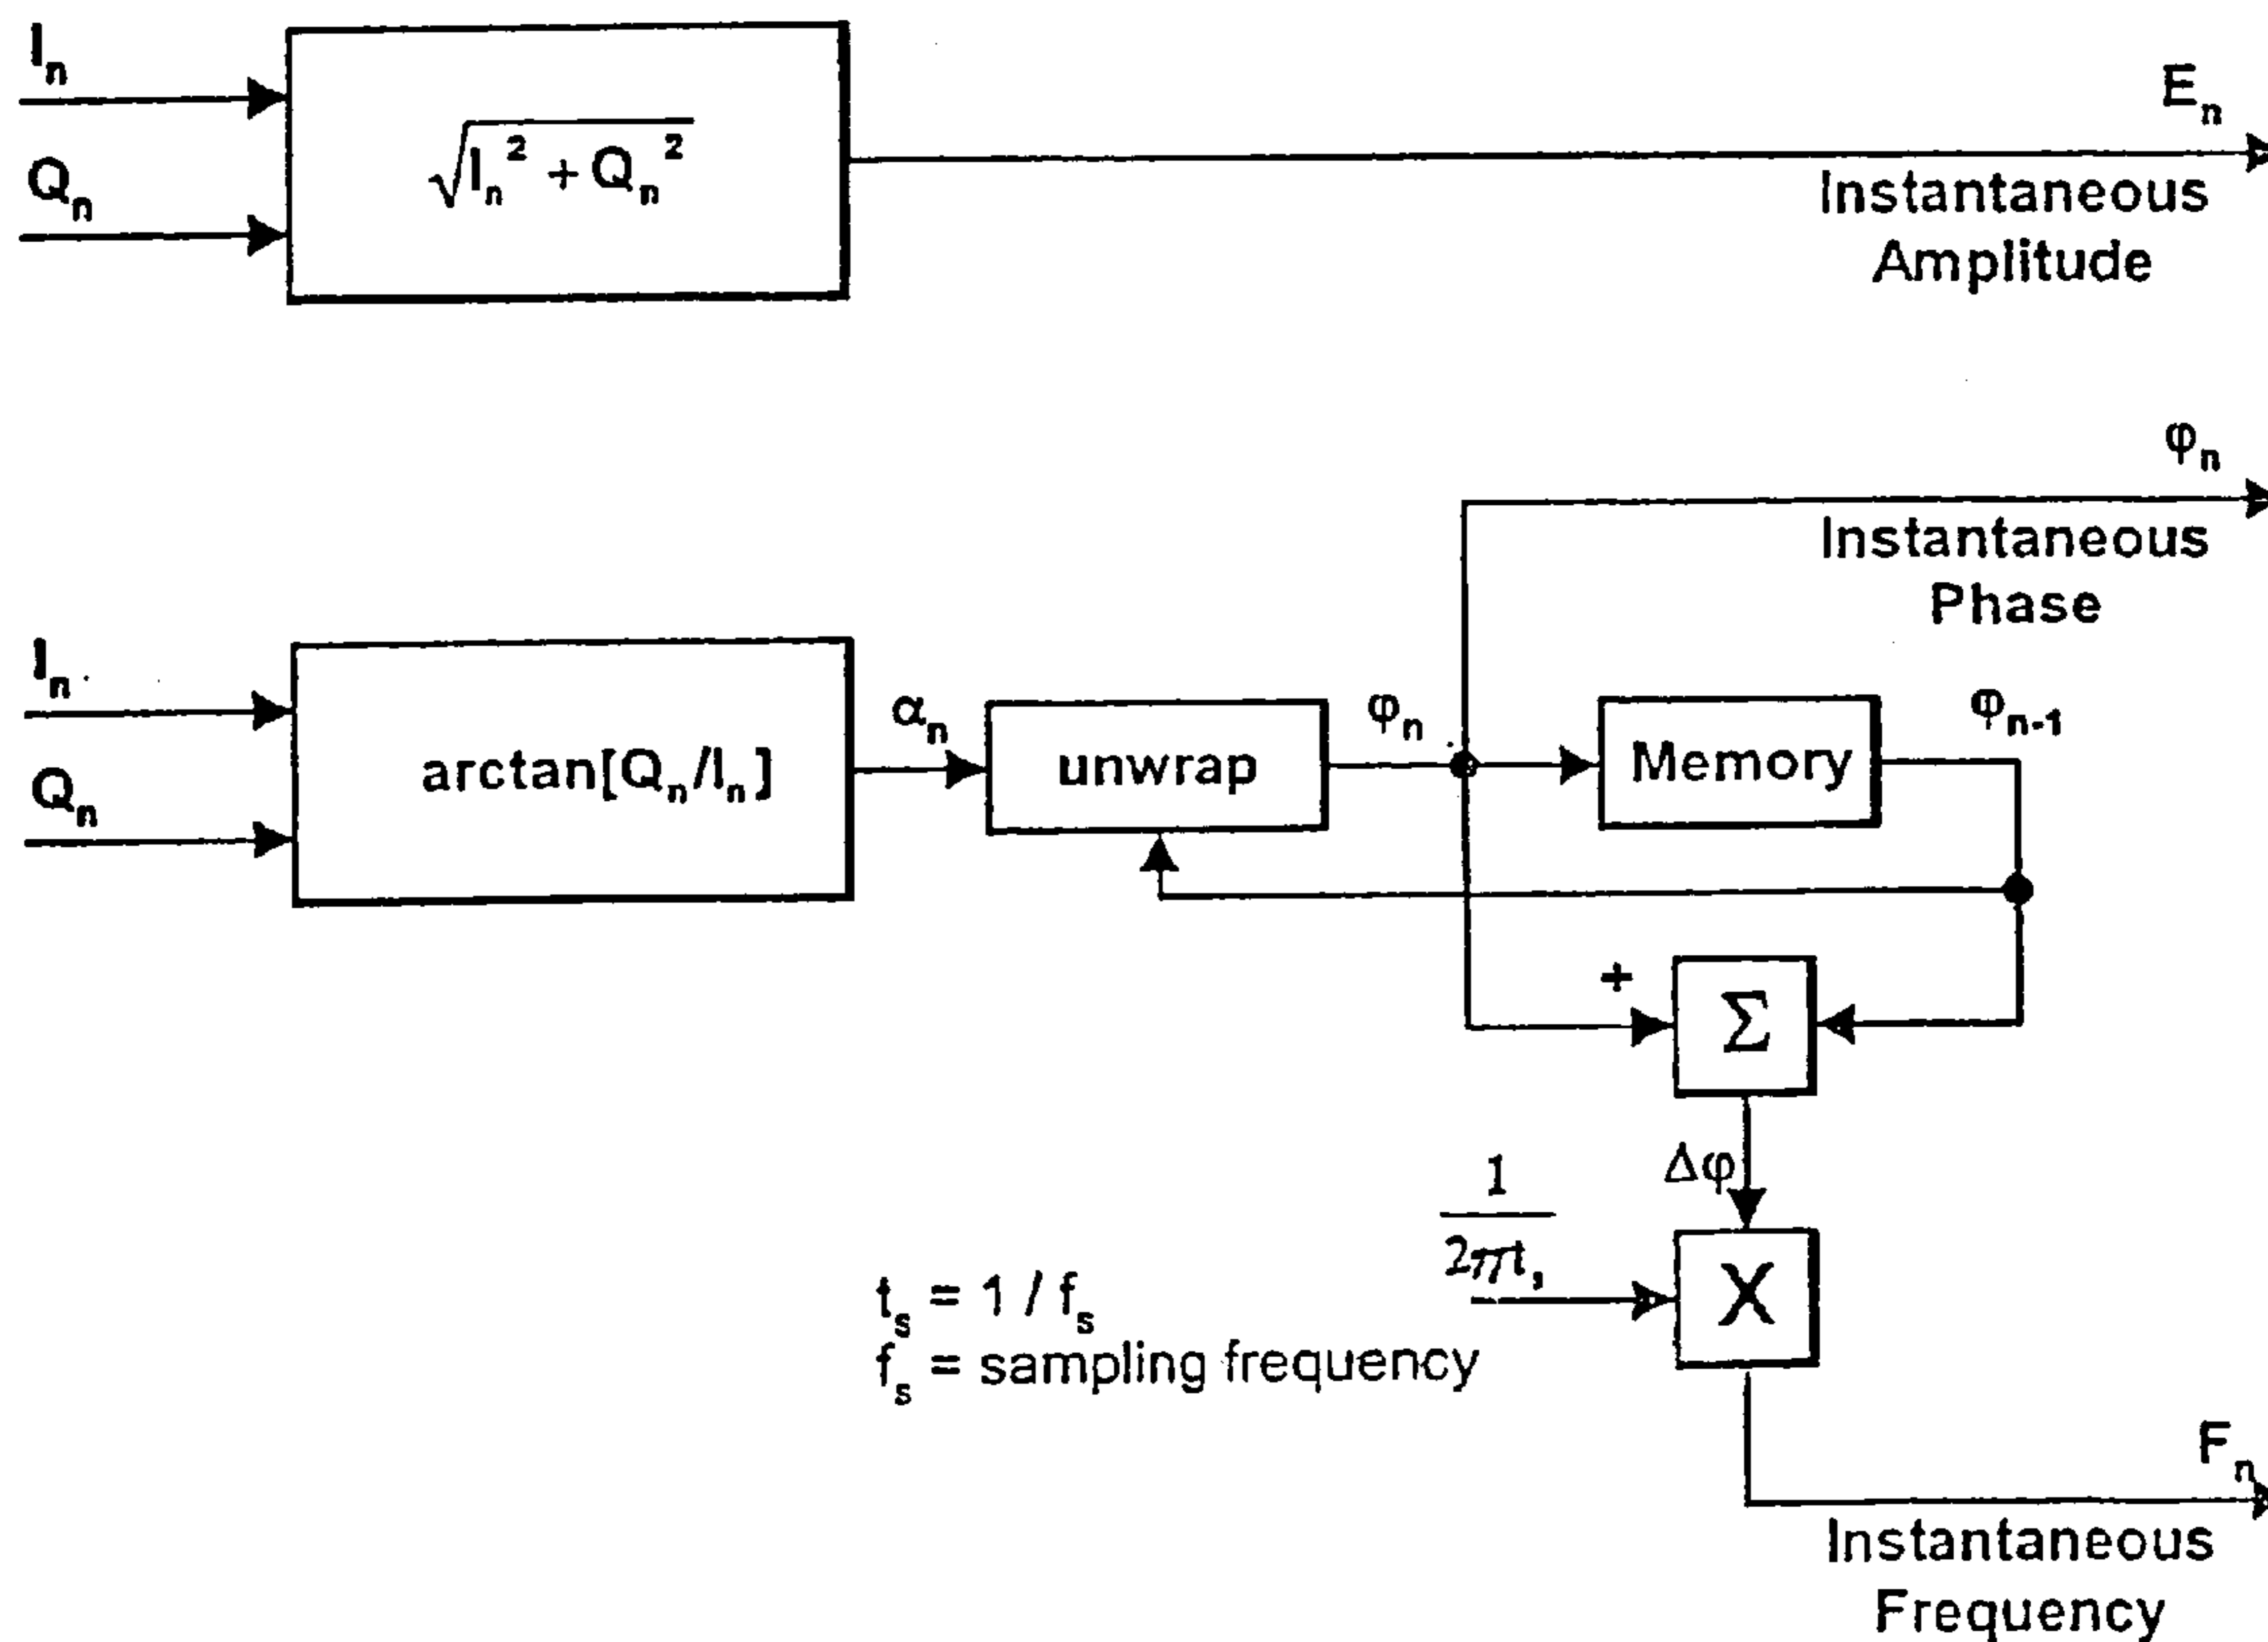 Iₙ
Qₙ
√Iₙ² + Qₙ²
Eₙ
Instantaneous
Amplitude
φₙ
Instantaneous
Phase
Iₙ
Qₙ
arctan[Qₙ/Iₙ]
αₙ
unwrap
φₙ
Memory
φₙ₋₁
+
Σ
Δφ
1
2πtₛ
X
tₛ = 1 / fₛ
fₛ = sampling frequency
Fₙ
Instantaneous
Frequency